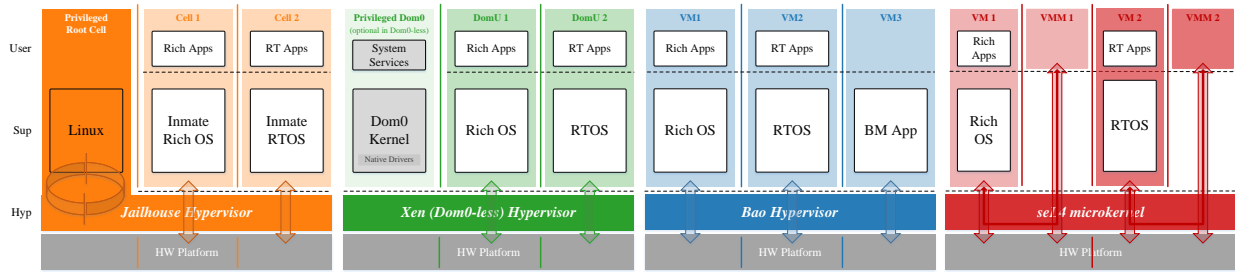 User
Sup
Hyp
Privileged
Root Cell
Cell 1
Cell 2
Rich Apps
RT Apps
Linux
Inmate
Rich OS
Inmate
RTOS
Jailhouse Hypervisor
HW Platform
Privileged Dom0
(optional in Dom0-less)
DomU 1
DomU 2
System
Services
Rich Apps
RT Apps
Dom0
Kernel
Native Drivers
Rich OS
RTOS
Xen (Dom0-less) Hypervisor
HW Platform
VM1
VM2
VM3
Rich Apps
RT Apps
Rich OS
RTOS
BM App
Bao Hypervisor
HW Platform
VM 1
VMM 1
VM 2
VMM 2
Rich
Apps
RT Apps
Rich
OS
RTOS
seL4 microkernel
HW Platform